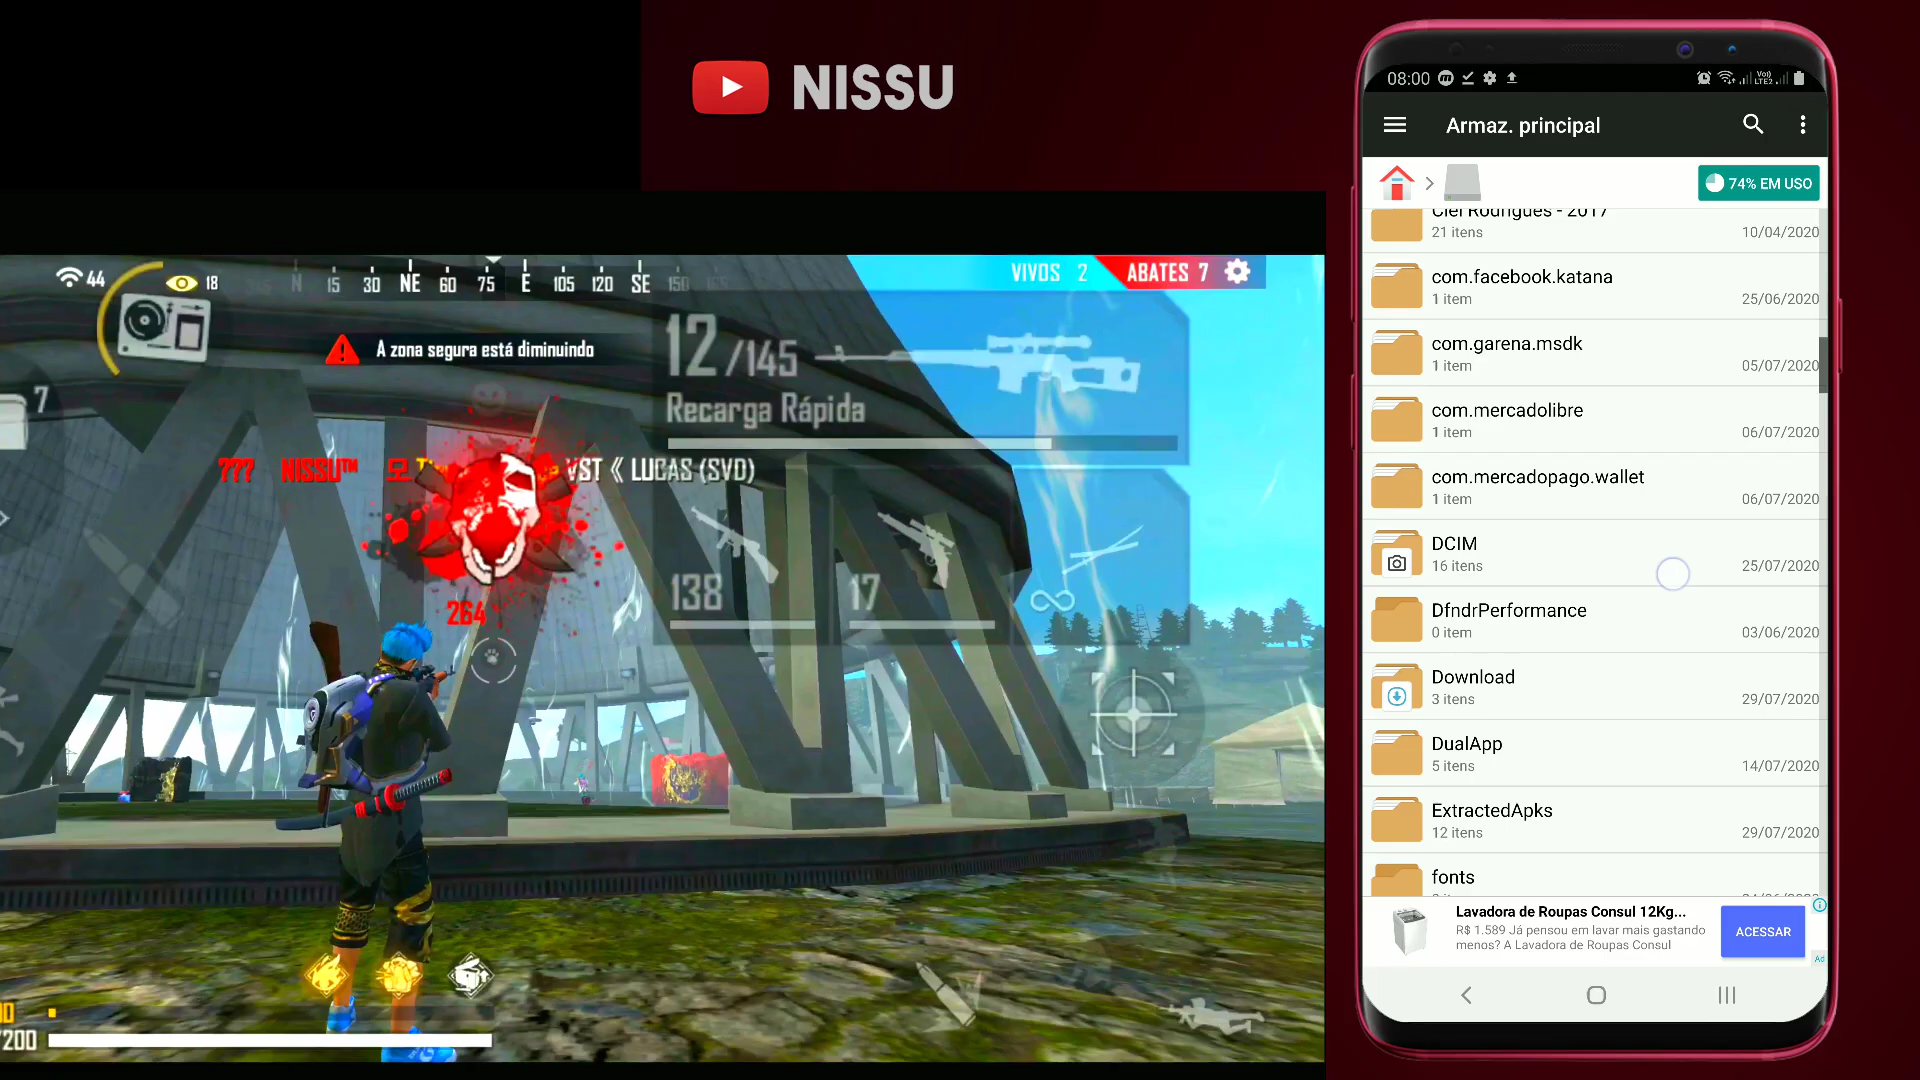 NISSU
44
18
N 15 30 NE 60 75 E 105 120 SE 150
VIVOS 2 ABATES 7
A zona segura está diminuindo
12/145
Recarga Rápida
7
777 NISSU™ 모 VST 《 LUCAS (SVD)
264
138
17
/200
08:00
Armaz. principal
74% EM USO
Ciel Rodrigues - 2017
21 itens 10/04/2020
com.facebook.katana
1 item 25/06/2020
com.garena.msdk
1 item 05/07/2020
com.mercadolibre
1 item 06/07/2020
com.mercadopago.wallet
1 item 06/07/2020
DCIM
16 itens 25/07/2020
DfndrPerformance
0 item 03/06/2020
Download
3 itens 29/07/2020
DualApp
5 itens 14/07/2020
ExtractedApks
12 itens 29/07/2020
fonts
Lavadora de Roupas Consul 12Kg...
R$ 1.589 Já pensou em lavar mais gastando
menos? A Lavadora de Roupas Consul
ACESSAR
Ad